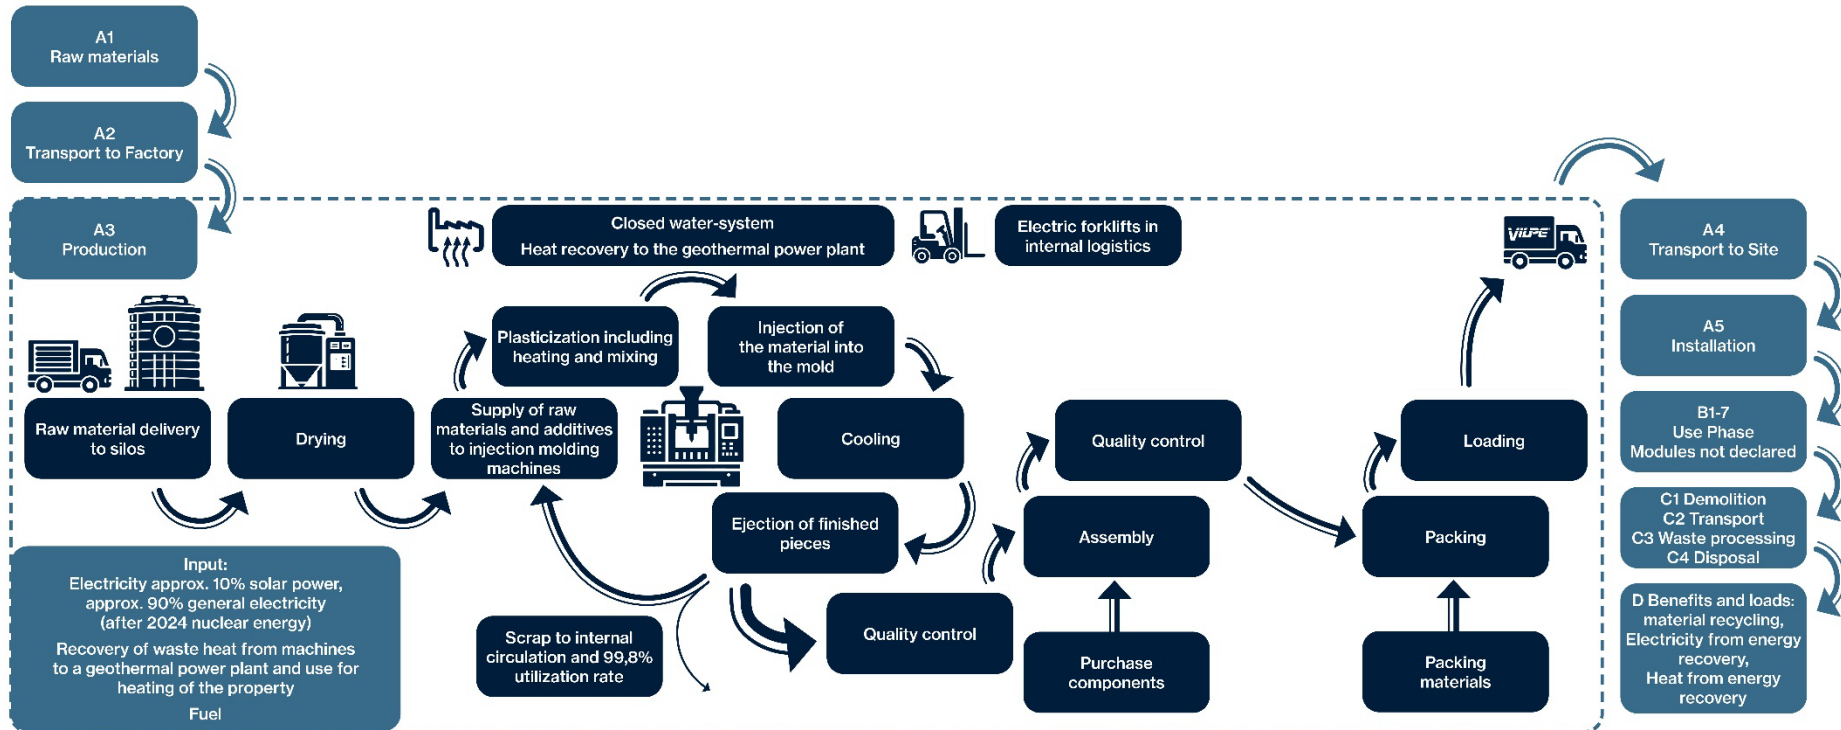 A1
Raw materials
A2
Transport to Factory
A3
Production
Closed water-system
Heat recovery to the geothermal power plant
Electric forklifts in
internal logistics
VILPE
Plasticization including
heating and mixing
Injection of
the material into
the mold
Raw material delivery
to silos
Drying
Supply of raw
materials and additives
to injection molding
machines
Cooling
Quality control
Loading
Ejection of finished
pieces
Assembly
Packing
Input:
Electricity approx. 10% solar power,
approx. 90% general electricity
(after 2024 nuclear energy)
Recovery of waste heat from machines
to a geothermal power plant and use for
heating of the property
Fuel
Scrap to internal
circulation and 99,8%
utilization rate
Quality control
Purchase
components
Packing
materials
A4
Transport to Site
A5
Installation
B1-7
Use Phase
Modules not declared
C1 Demolition
C2 Transport
C3 Waste processing
C4 Disposal
D Benefits and loads:
material recycling,
Electricity from energy
recovery,
Heat from energy
recovery